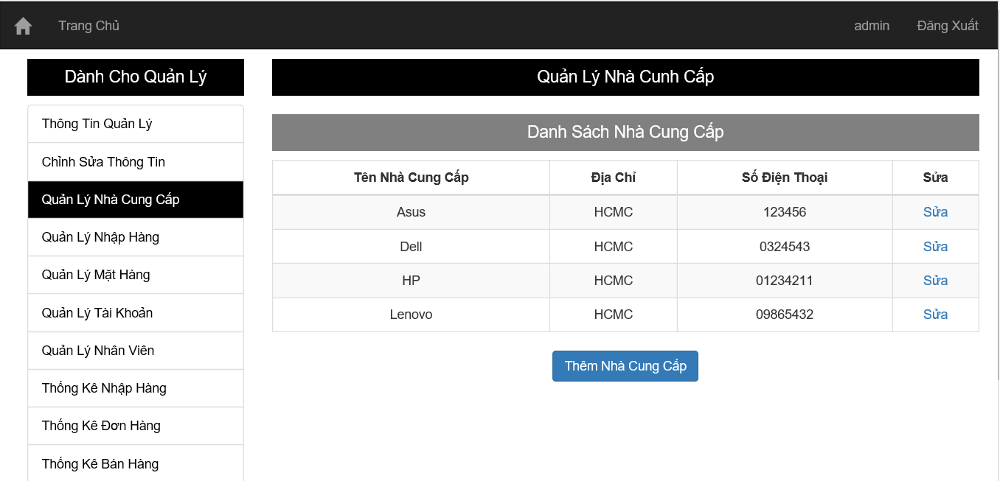 Trang Chủ admin Đăng Xuất
Dành Cho Quản Lý
Thông Tin Quản Lý
Chỉnh Sửa Thông Tin
Quản Lý Nhà Cung Cấp
Quản Lý Nhập Hàng
Quản Lý Mặt Hàng
Quản Lý Tài Khoản
Quản Lý Nhân Viên
Thống Kê Nhập Hàng
Thống Kê Đơn Hàng
Thống Kê Bán Hàng
Quản Lý Nhà Cunh Cấp
Danh Sách Nhà Cung Cấp
Tên Nhà Cung Cấp Địa Chỉ Số Điện Thoại Sửa
Asus HCMC 123456 Sửa
Dell HCMC 0324543 Sửa
HP HCMC 01234211 Sửa
Lenovo HCMC 09865432 Sửa
Thêm Nhà Cung Cấp